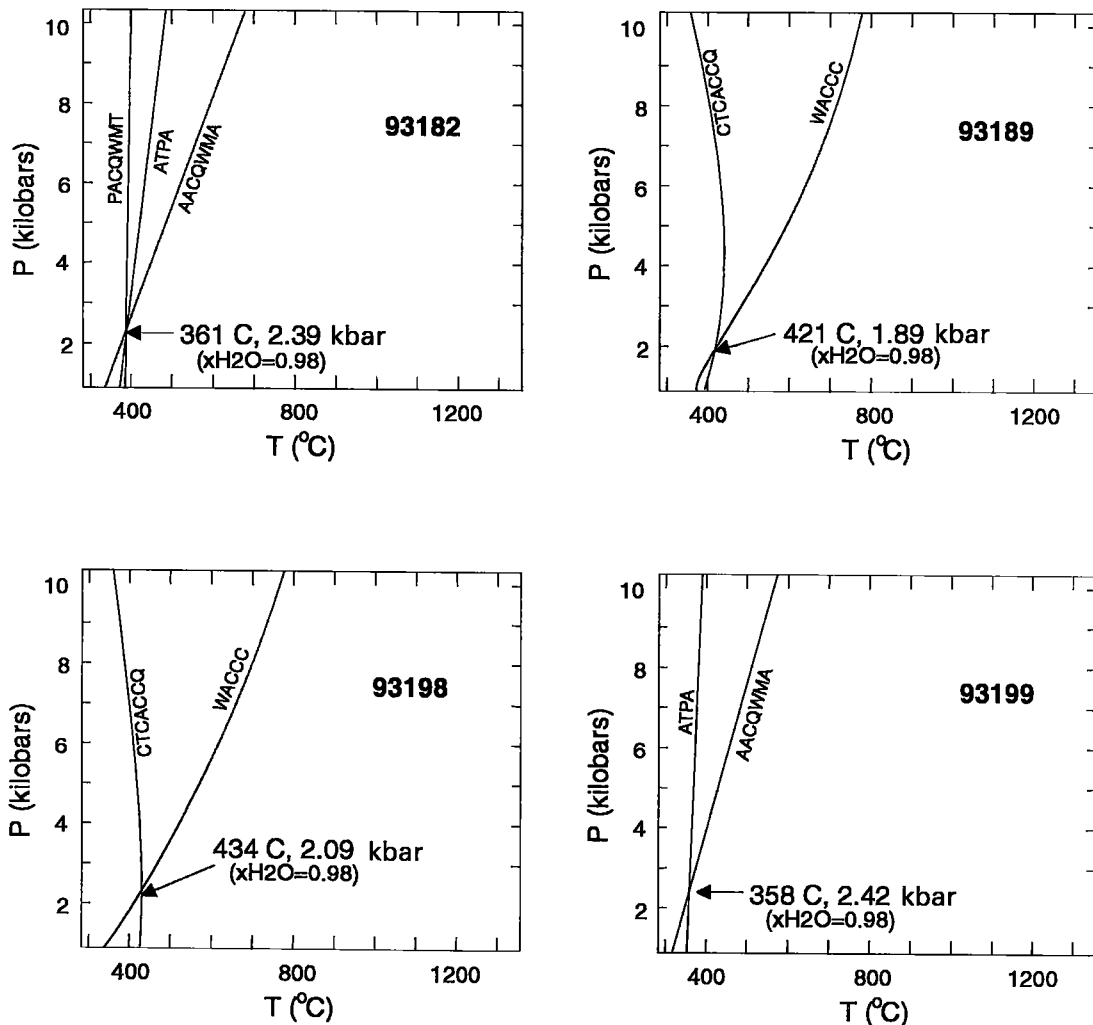 10
8
6
4
2
P (kilobars)
PACQWMT
ATPA
AACQWMA
93182
361 C, 2.39 kbar
(xH2O=0.98)
400
800
1200
T (°C)
10
8
6
4
2
P (kilobars)
CTCACCQ
WACCC
93189
421 C, 1.89 kbar
(xH2O=0.98)
400
800
1200
T (°C)
10
8
6
4
2
P (kilobars)
CTCACCQ
WACCC
93198
434 C, 2.09 kbar
(xH2O=0.98)
400
800
1200
T (°C)
10
8
6
4
2
P (kilobars)
ATPA
AACQWMA
93199
358 C, 2.42 kbar
(xH2O=0.98)
400
800
1200
T (°C)